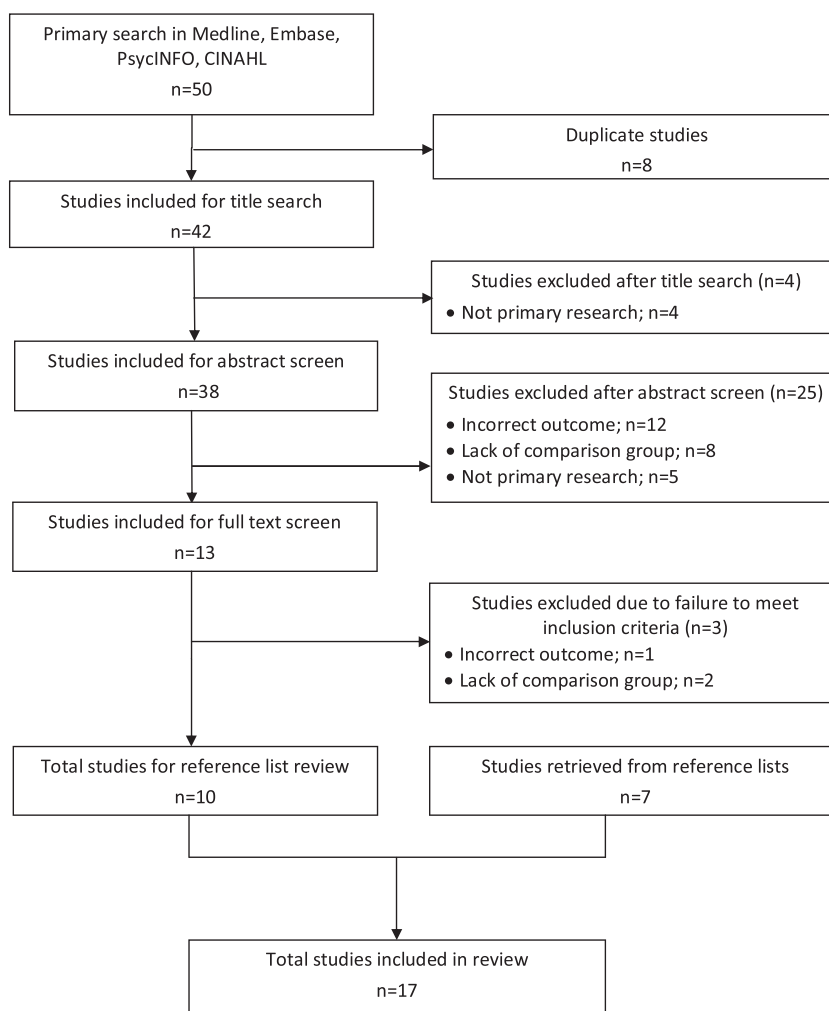 Primary search in Medline, Embase,
PsycINFO, CINAHL
n=50
Duplicate studies
n=8
Studies included for title search
n=42
Studies excluded after title search (n=4)
• Not primary research; n=4
Studies included for abstract screen
n=38
Studies excluded after abstract screen (n=25)
• Incorrect outcome; n=12
• Lack of comparison group; n=8
• Not primary research; n=5
Studies included for full text screen
n=13
Studies excluded due to failure to meet
inclusion criteria (n=3)
• Incorrect outcome; n=1
• Lack of comparison group; n=2
Total studies for reference list review
n=10
Studies retrieved from reference lists
n=7
Total studies included in review
n=17